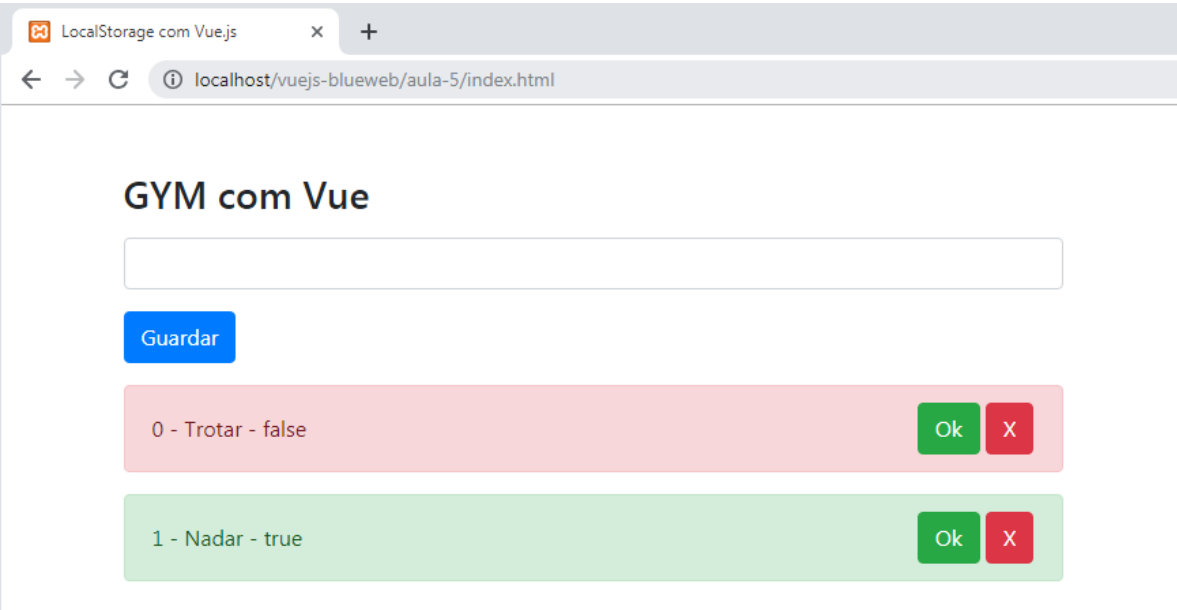 LocalStorage com Vue.js
localhost/vuejs-blueweb/aula-5/index.html
GYM com Vue
Guardar
0 - Trotar - false Ok X
1 - Nadar - true Ok X